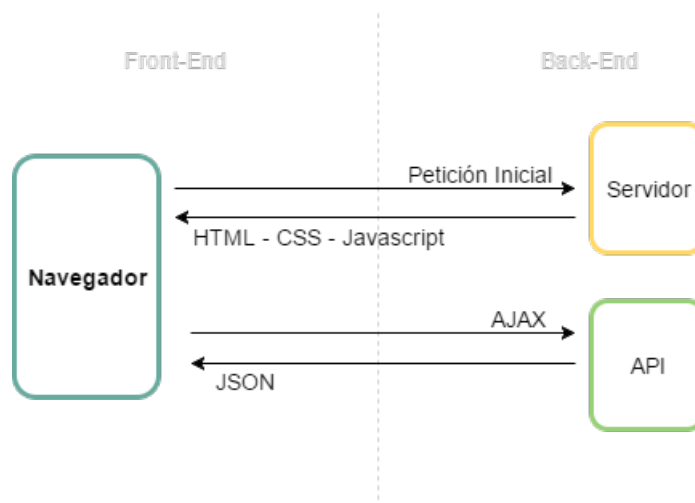 Front-End
Back-End
Petición Inicial
Servidor
HTML - CSS - Javascript
Navegador
AJAX
API
JSON